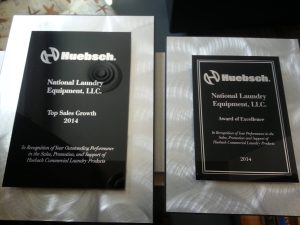 Huebsch.
National Laundry
Equipment, LLC.
Top Sales Growth
2014
In Recognition of Your Outstanding Performance
in the Sales, Promotion, and Support of
Huebsch Commercial Laundry Products
Huebsch.
National Laundry
Equipment, LLC.
Award of Excellence
In Recognition of Your Performance in
the Sales, Promotion, and Support of
Huebsch Commercial Laundry Products
2014